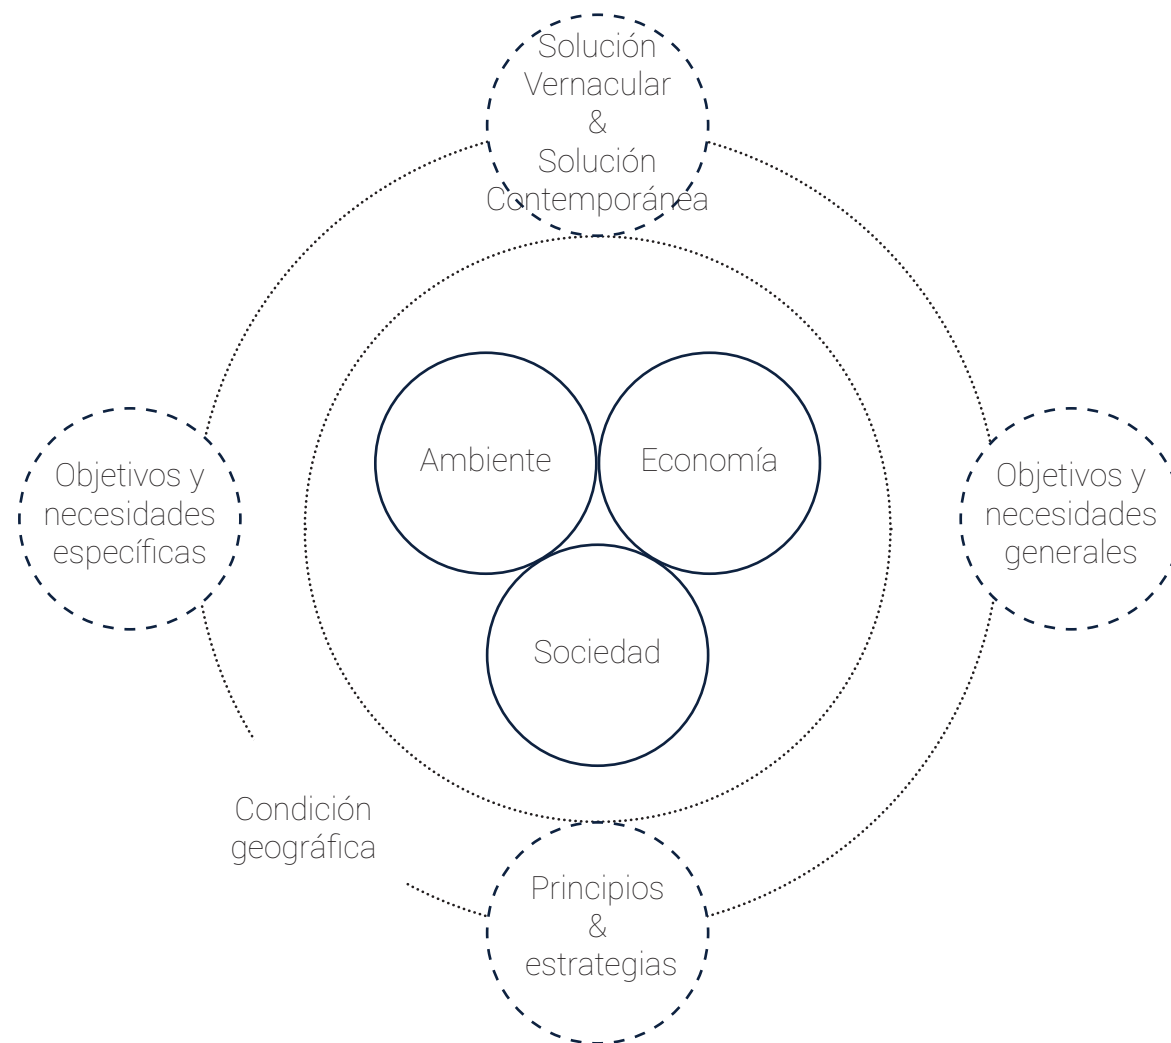 Solución
Vernacular
&
Solución
Contemporánea
Ambiente
Economía
Objetivos y
necesidades
específicas
Objetivos y
necesidades
generales
Sociedad
Condición
geográfica
Principios
&
estrategias